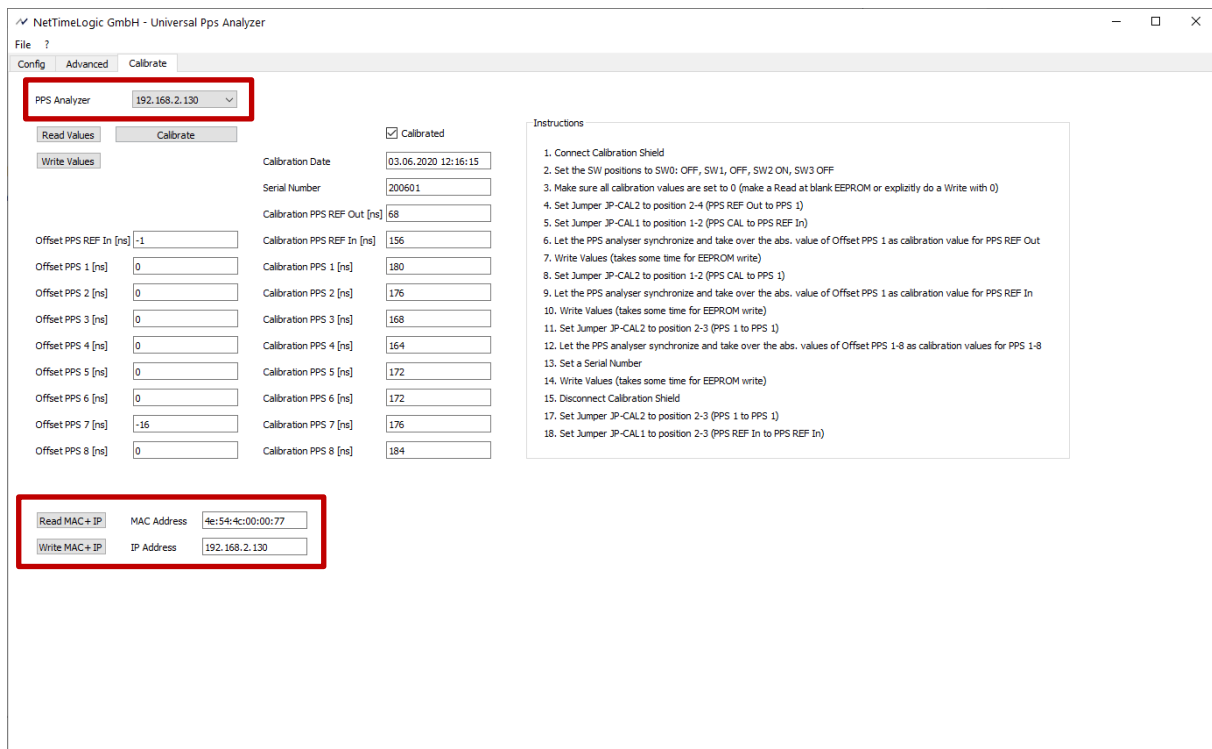 NetTimeLogic GmbH - Universal Pps Analyzer
File ?
Config Advanced Calibrate
PPS Analyzer 192.168.2.130
Read Values Calibrate Calibrated
Write Values Calibration Date 03.06.2020 12:16:15
Serial Number 200601
Calibration PPS REF Out [ns] 68
Offset PPS REF In [ns] -1 Calibration PPS REF In [ns] 156
Offset PPS 1 [ns] 0 Calibration PPS 1 [ns] 180
Offset PPS 2 [ns] 0 Calibration PPS 2 [ns] 176
Offset PPS 3 [ns] 0 Calibration PPS 3 [ns] 168
Offset PPS 4 [ns] 0 Calibration PPS 4 [ns] 164
Offset PPS 5 [ns] 0 Calibration PPS 5 [ns] 172
Offset PPS 6 [ns] 0 Calibration PPS 6 [ns] 172
Offset PPS 7 [ns] -16 Calibration PPS 7 [ns] 176
Offset PPS 8 [ns] 0 Calibration PPS 8 [ns] 184
Instructions
1. Connect Calibration Shield
2. Set the SW positions to SW0: OFF, SW1, OFF, SW2 ON, SW3 OFF
3. Make sure all calibration values are set to 0 (make a Read at blank EEPROM or explizitly do a Write with 0)
4. Set Jumper JP-CAL2 to position 2-4 (PPS REF Out to PPS 1)
5. Set Jumper JP-CAL1 to position 1-2 (PPS CAL to PPS REF In)
6. Let the PPS analyser synchronize and take over the abs. value of Offset PPS 1 as calibration value for PPS REF Out
7. Write Values (takes some time for EEPROM write)
8. Set Jumper JP-CAL2 to position 1-2 (PPS CAL to PPS 1)
9. Let the PPS analyser synchronize and take over the abs. value of Offset PPS 1 as calibration value for PPS REF In
10. Write Values (takes some time for EEPROM write)
11. Set Jumper JP-CAL2 to position 2-3 (PPS 1 to PPS 1)
12. Let the PPS analyser synchronize and take over the abs. values of Offset PPS 1-8 as calibration values for PPS 1-8
13. Set a Serial Number
14. Write Values (takes some time for EEPROM write)
15. Disconnect Calibration Shield
17. Set Jumper JP-CAL2 to position 2-3 (PPS 1 to PPS 1)
18. Set Jumper JP-CAL1 to position 2-3 (PPS REF In to PPS REF In)
Read MAC+IP MAC Address 4e:54:4c:00:00:77
Write MAC+IP IP Address 192.168.2.130